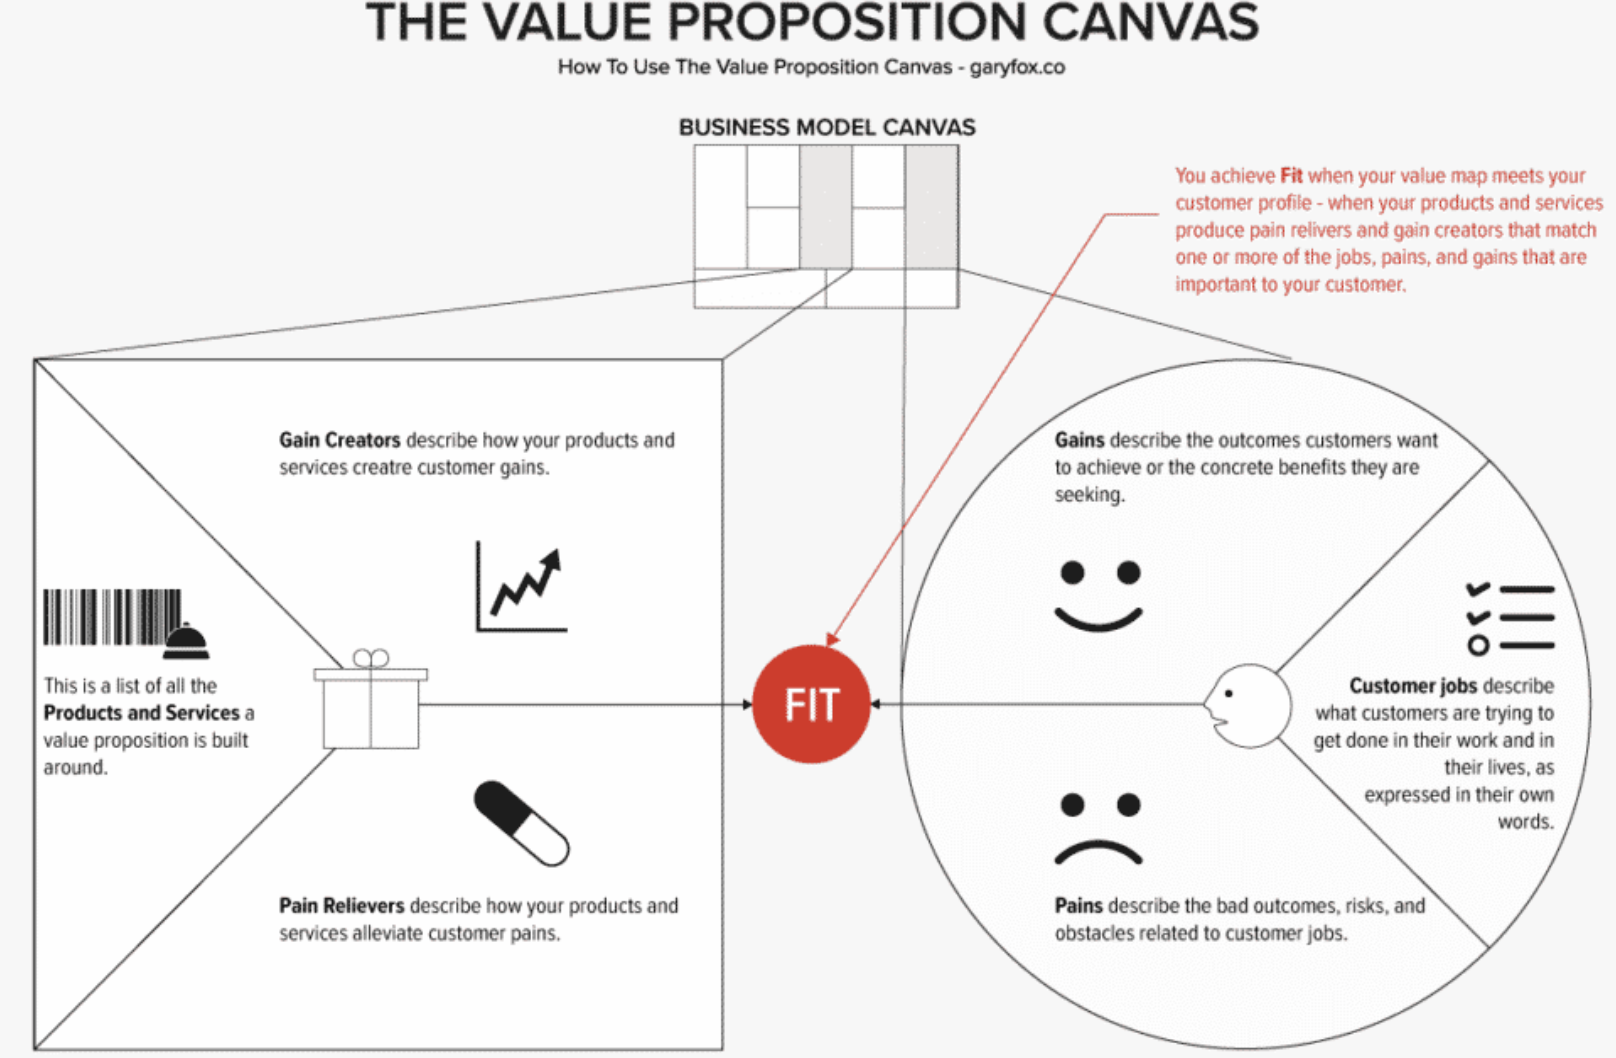 THE VALUE PROPOSITION CANVAS
How To Use The Value Proposition Canvas - garyfox.co
BUSINESS MODEL CANVAS
You achieve Fit when your value map meets your
customer profile - when your products and services
produce pain relivers and gain creators that match
one or more of the jobs, pains, and gains that are
important to your customer.
Gain Creators describe how your products and
services creatre customer gains.
This is a list of all the
Products and Services a
value proposition is built
around.
Pain Relievers describe how your products and
services alleviate customer pains.
FIT
Gains describe the outcomes customers want
to achieve or the concrete benefits they are
seeking.
Customer jobs describe
what customers are trying to
get done in their work and in
their lives, as
expressed in their own
words.
Pains describe the bad outcomes, risks, and
obstacles related to customer jobs.